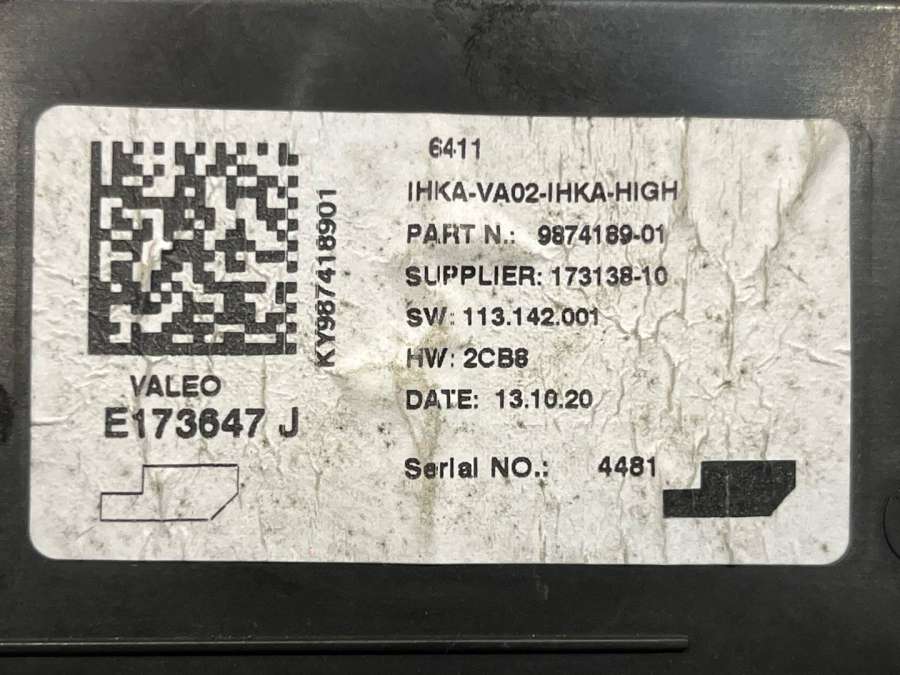 6411
IHKA-VA02-IHKA-HIGH
PART N.: 9874189-01
SUPPLIER: 173138-10
SW: 113.142.001
HW: 2CB8
DATE: 13.10.20
Serial NO.: 4481
KY987418901
VALEO
E173647 J